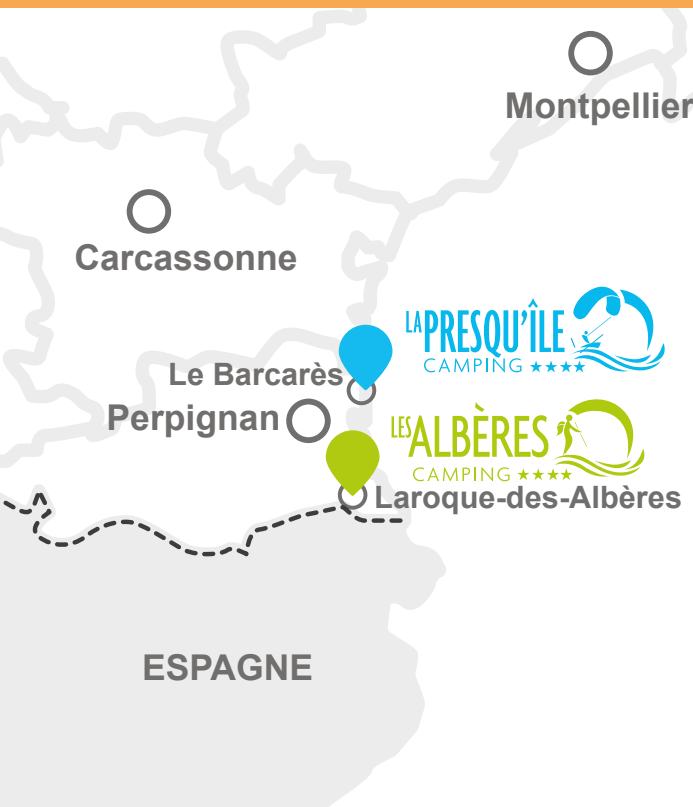 Montpellier
Carcassonne
LA PRESQU'ÎLE
CAMPING ★★★★
Le Barcarès
Perpignan
LES ALBÈRES
CAMPING ★★★★
Laroque-des-Albères
ESPAGNE